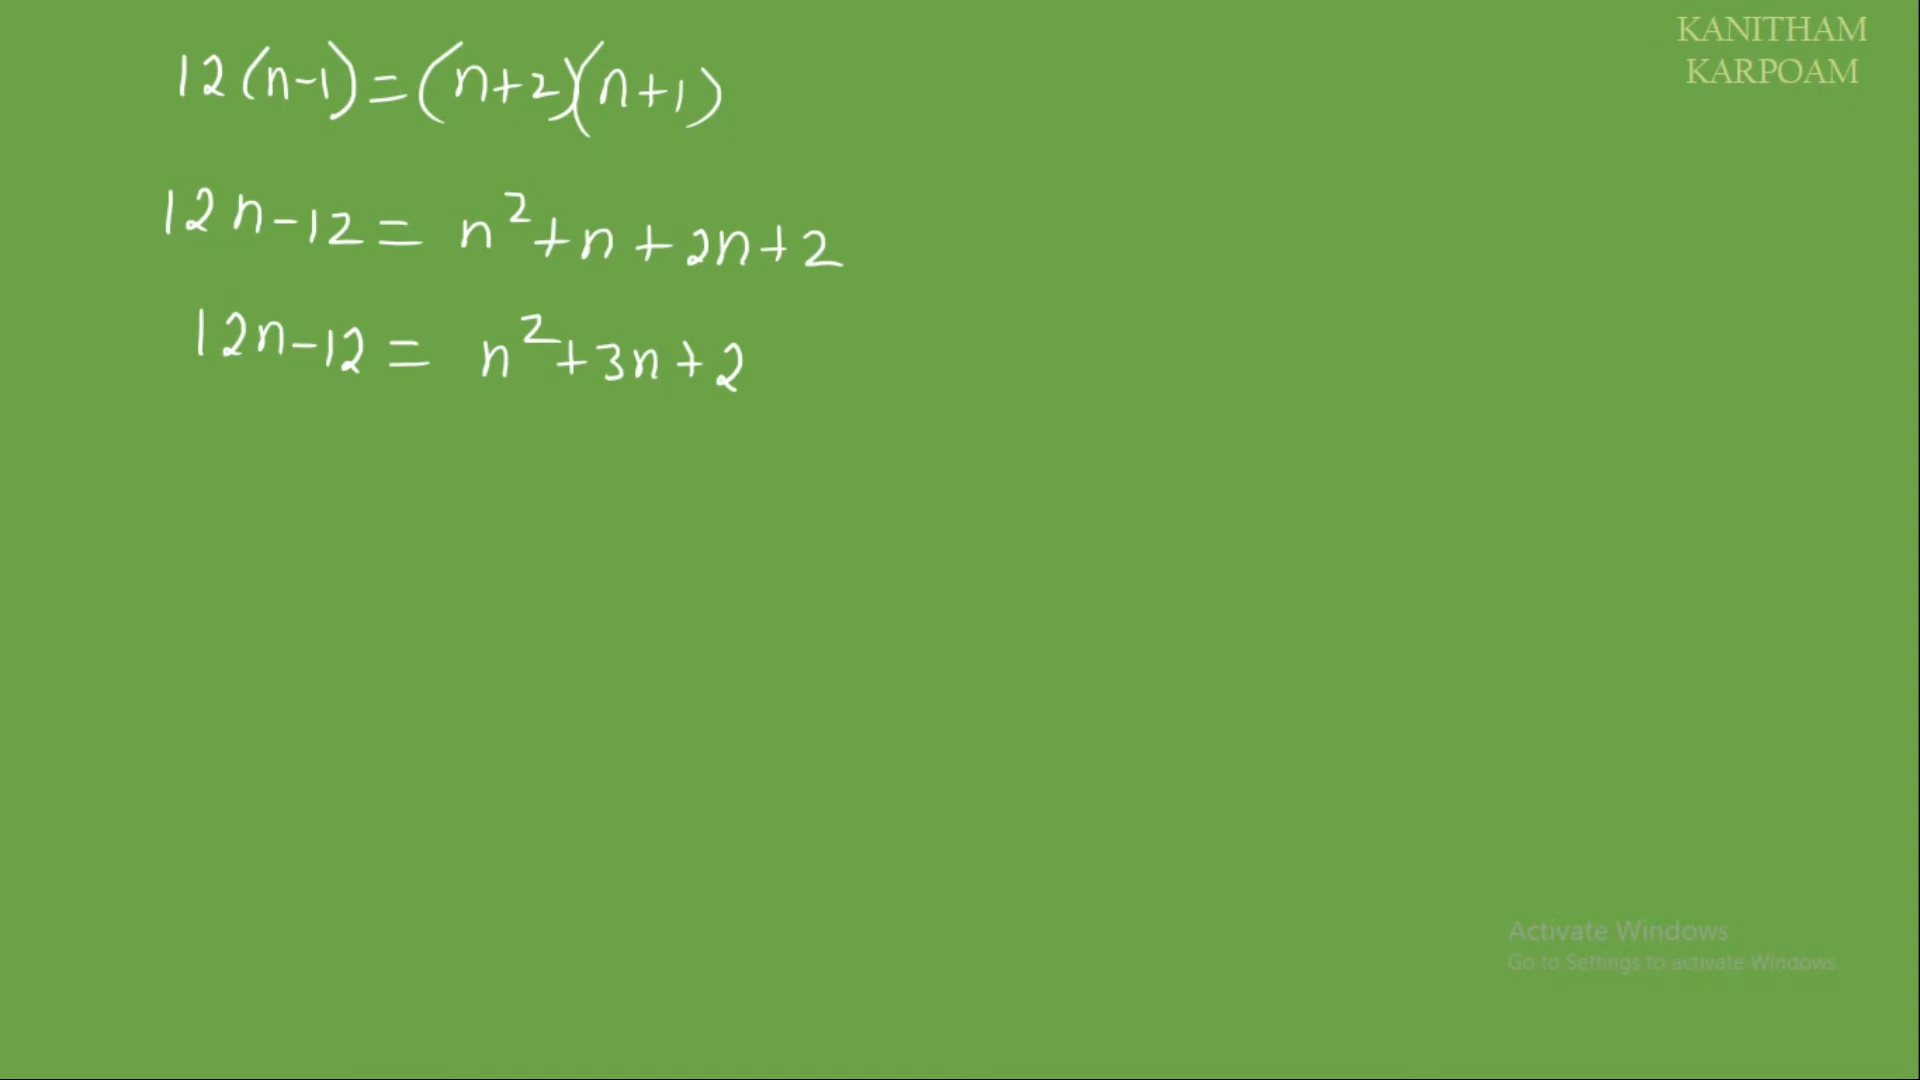 KANITHAM
KARPOAM
12(n-1)=(n+2)(n+1)
12n-12= n²+n+2n+2
12n-12= n²+3n+2
Activate Windows
Go to Settings to activate Windows.